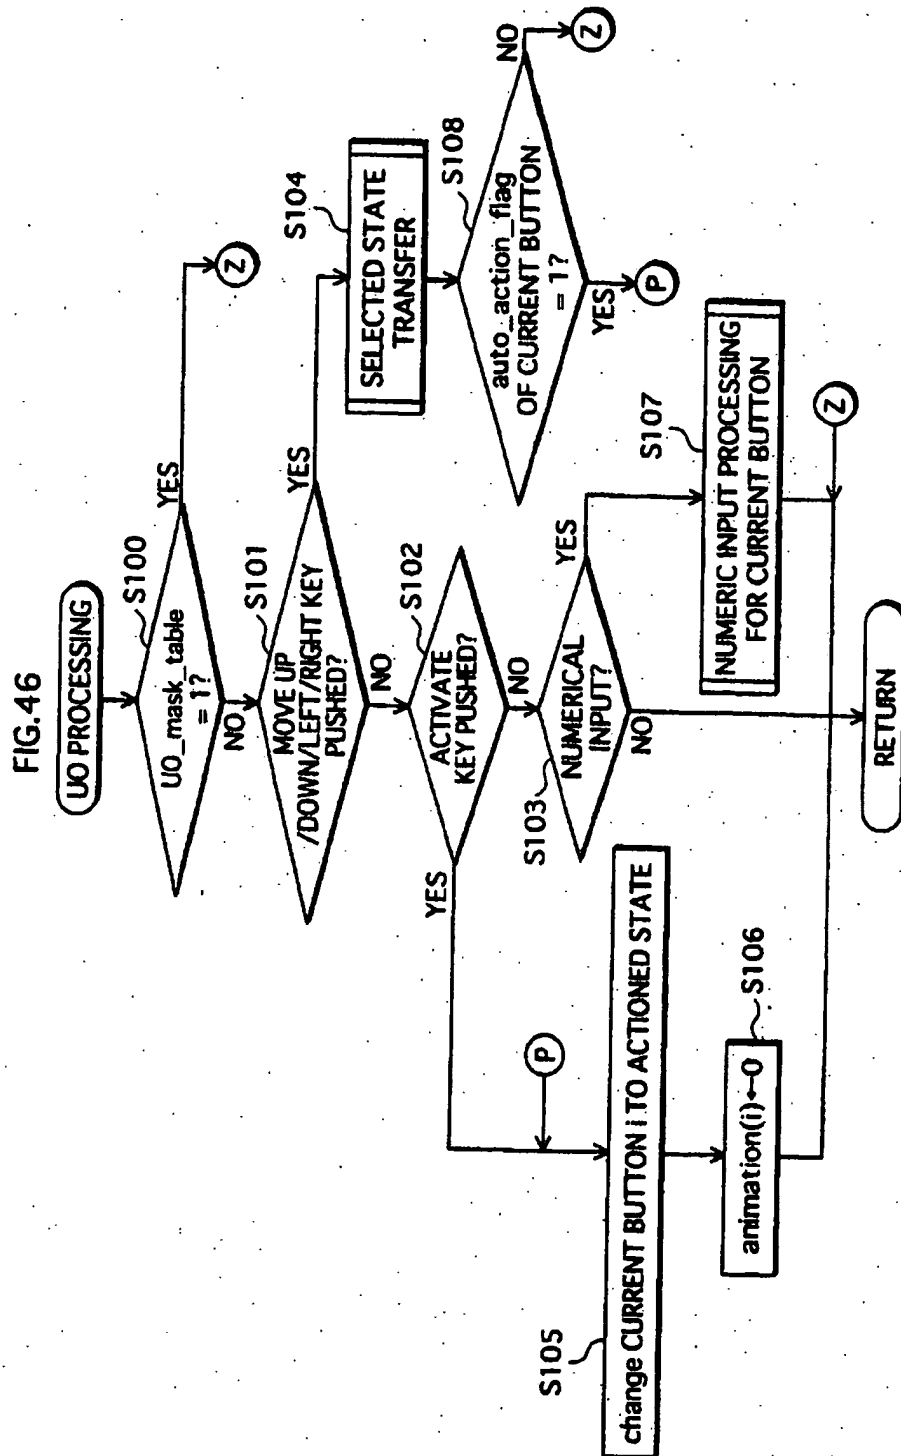 FIG.46
UO PROCESSING
S100
UO_mask_table
= 1?
YES
Z
NO
S101
MOVE UP
/DOWN/LEFT/RIGHT KEY
PUSHED?
YES
S104
SELECTED STATE
TRANSFER
S108
auto_action_flag
OF CURRENT BUTTON
= 1?
NO
Z
YES
P
NO
S102
ACTIVATE
KEY PUSHED?
YES
NO
S103
NUMERICAL
INPUT?
YES
S107
NUMERIC INPUT PROCESSING
FOR CURRENT BUTTON
Z
NO
P
S105
change CURRENT BUTTON i TO ACTIONED STATE
S106
animation(i)←0
RETURN